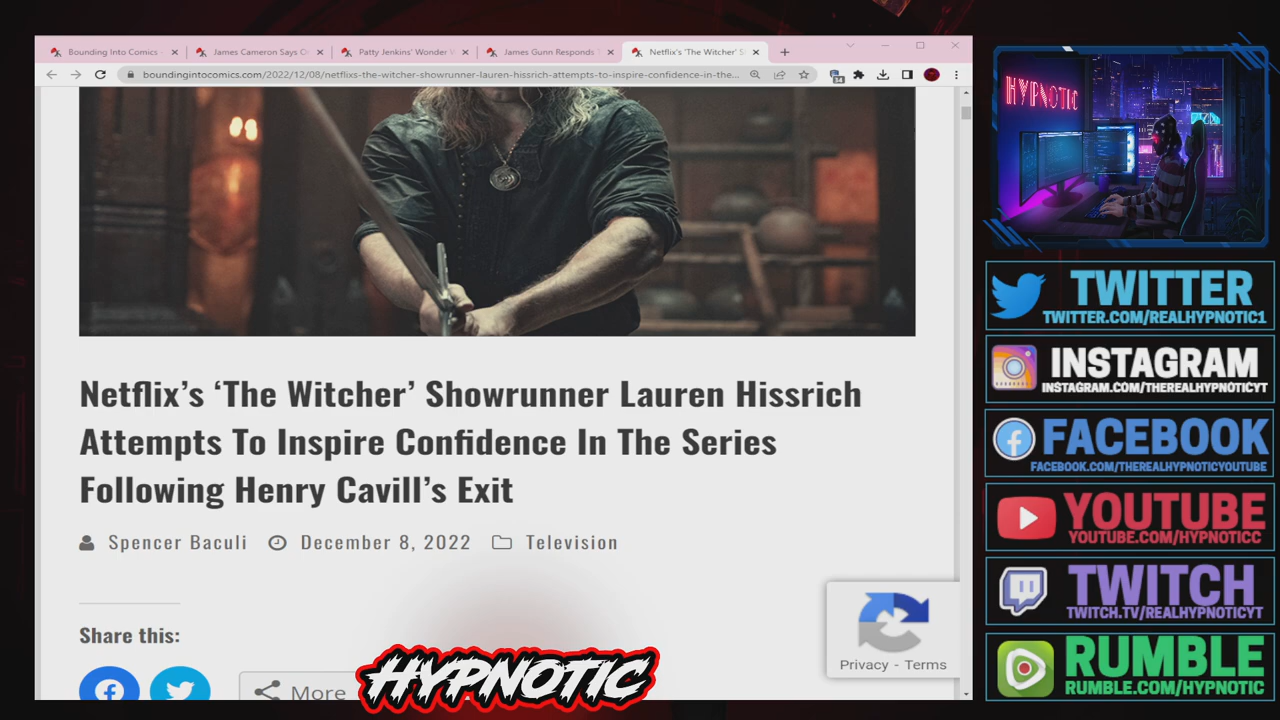 Bounding Into Comics
James Cameron Says
Patty Jenkins' Wonder
James Gunn Responds
Netflix's 'The Witcher'
boundingintocomics.com/2022/12/08/netflixs-the-witcher-showrunner-lauren-hissrich-attempts-to-inspire-confidence-in-the...
Netflix's ‘The Witcher’ Showrunner Lauren Hissrich
Attempts To Inspire Confidence In The Series
Following Henry Cavill's Exit
Spencer Baculi December 8, 2022 Television
Share this:
More
Privacy - Terms
HYPNOTIC
HYPNOTIC
TWITTER
TWITTER.COM/REALHYPNOTIC1
INSTAGRAM
INSTAGRAM.COM/THEREALHYPNOTICYT
FACEBOOK
FACEBOOK.COM/THEREALHYPNOTICYOUTUBE
YOUTUBE
YOUTUBE.COM/HYPNOTICC
TWITCH
TWITCH.TV/REALHYPNOTICYT
RUMBLE
RUMBLE.COM/HYPNOTIC